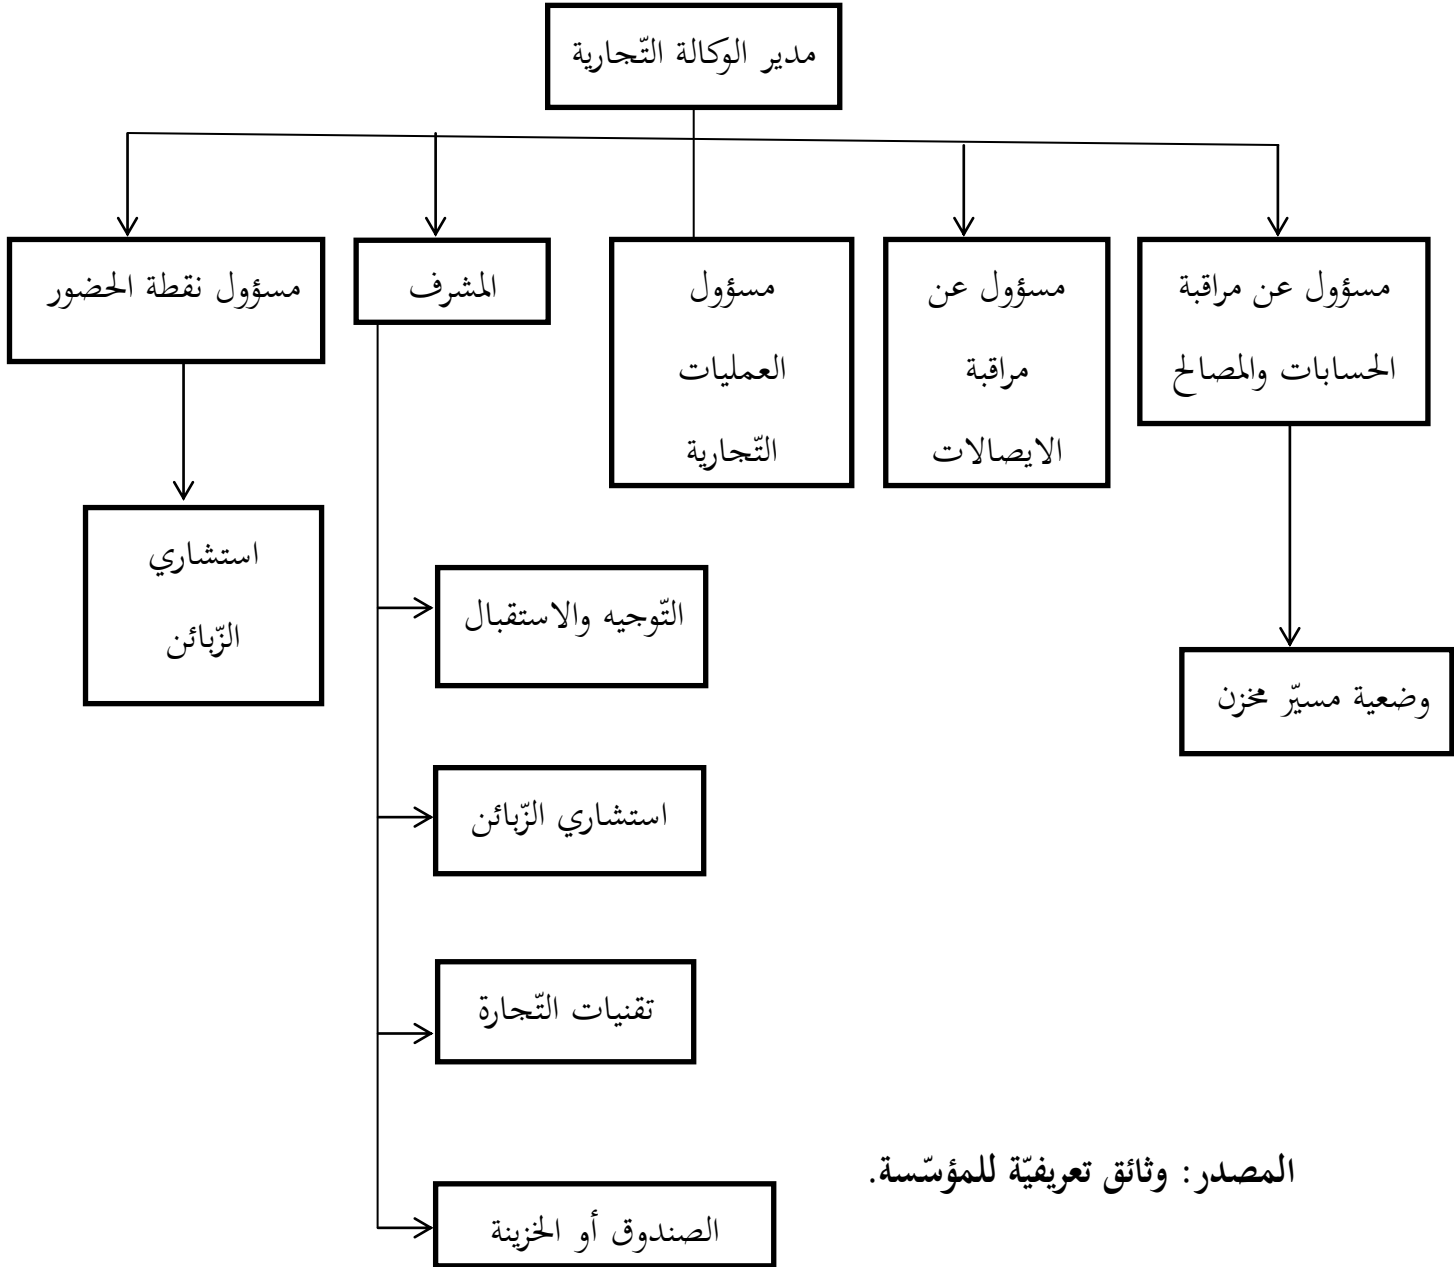 مدير الوكالة التّجارية
مسؤول عن مراقبة
الحسابات والمصالح
مسؤول عن
مراقبة
الايصالات
مسؤول
العمليات
التّجارية
المشرف
مسؤول نقطة الحضور
استشاري
الزّبائن
التّوجيه والاستقبال
وضعية مسيّر مخزن
استشاري الزّبائن
تقنيات التّجارة
المصدر: وثائق تعريفيّة للمؤسّسة.
الصندوق أو الخزينة